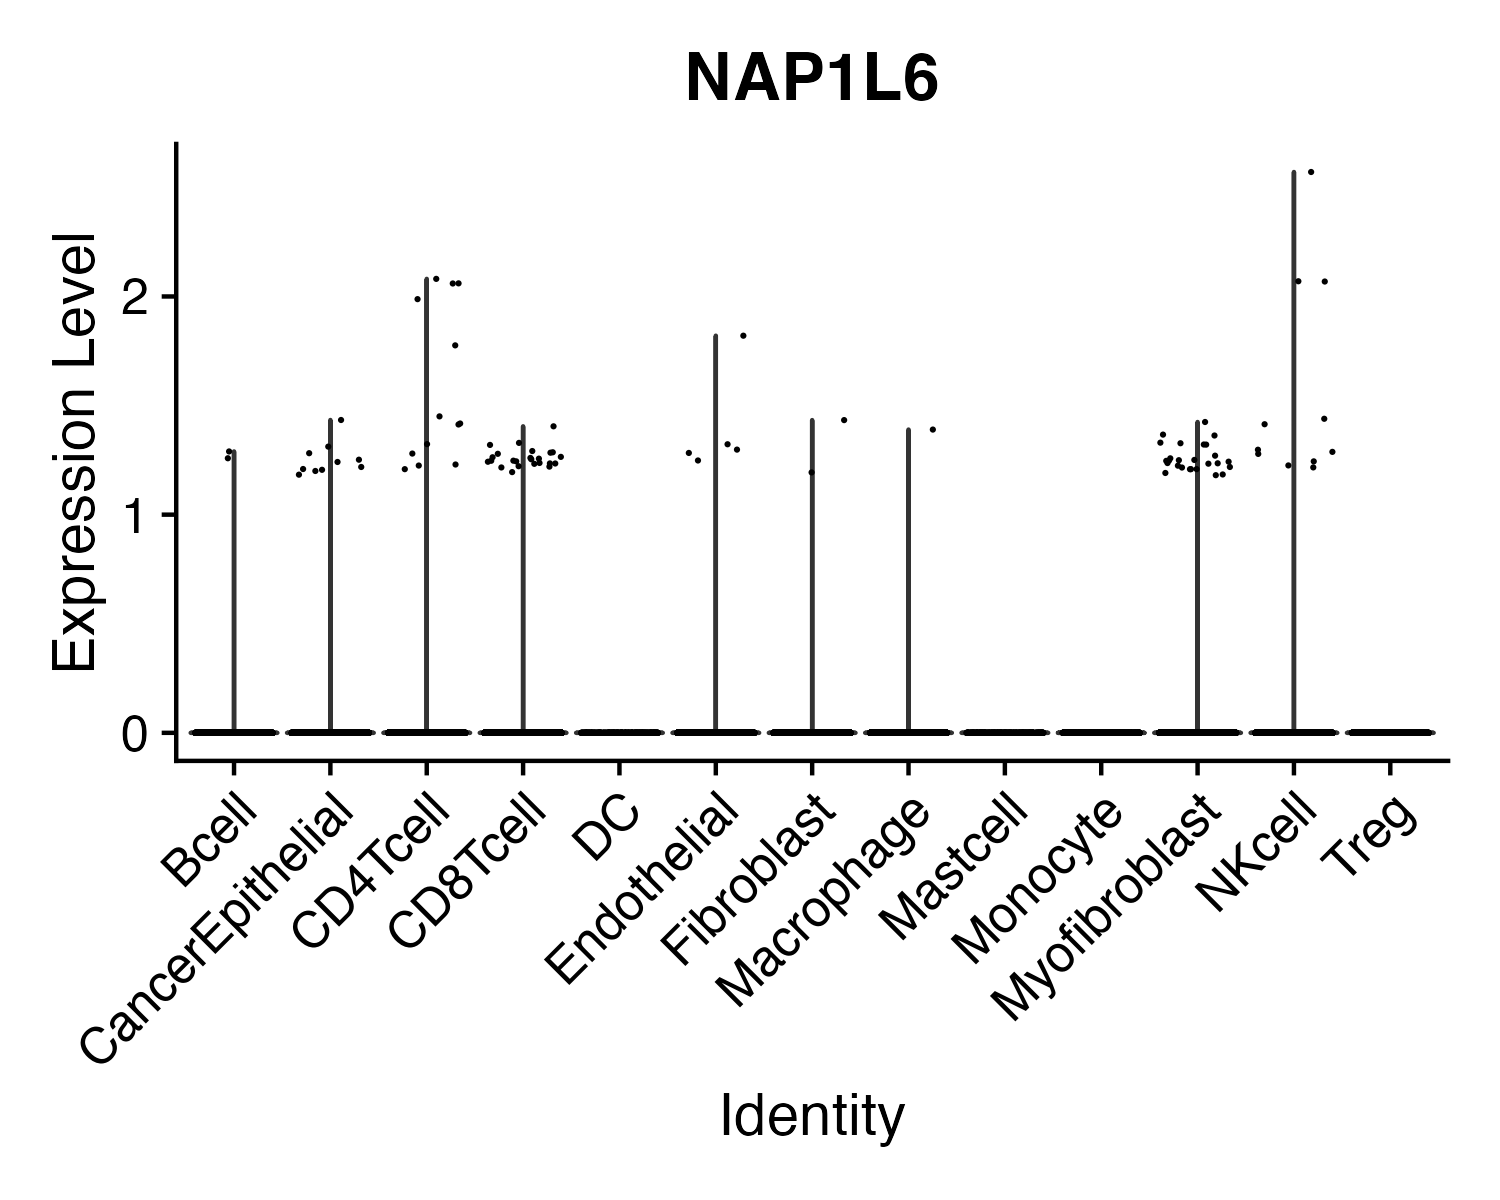 NAP1L6
Expression Level
2
1
0
Bcell
CancerEpithelial
CD4Tcell
CD8Tcell
DC
Endothelial
Fibroblast
Macrophage
Mastcell
Monocyte
Myofibroblast
NKcell
Treg
Identity